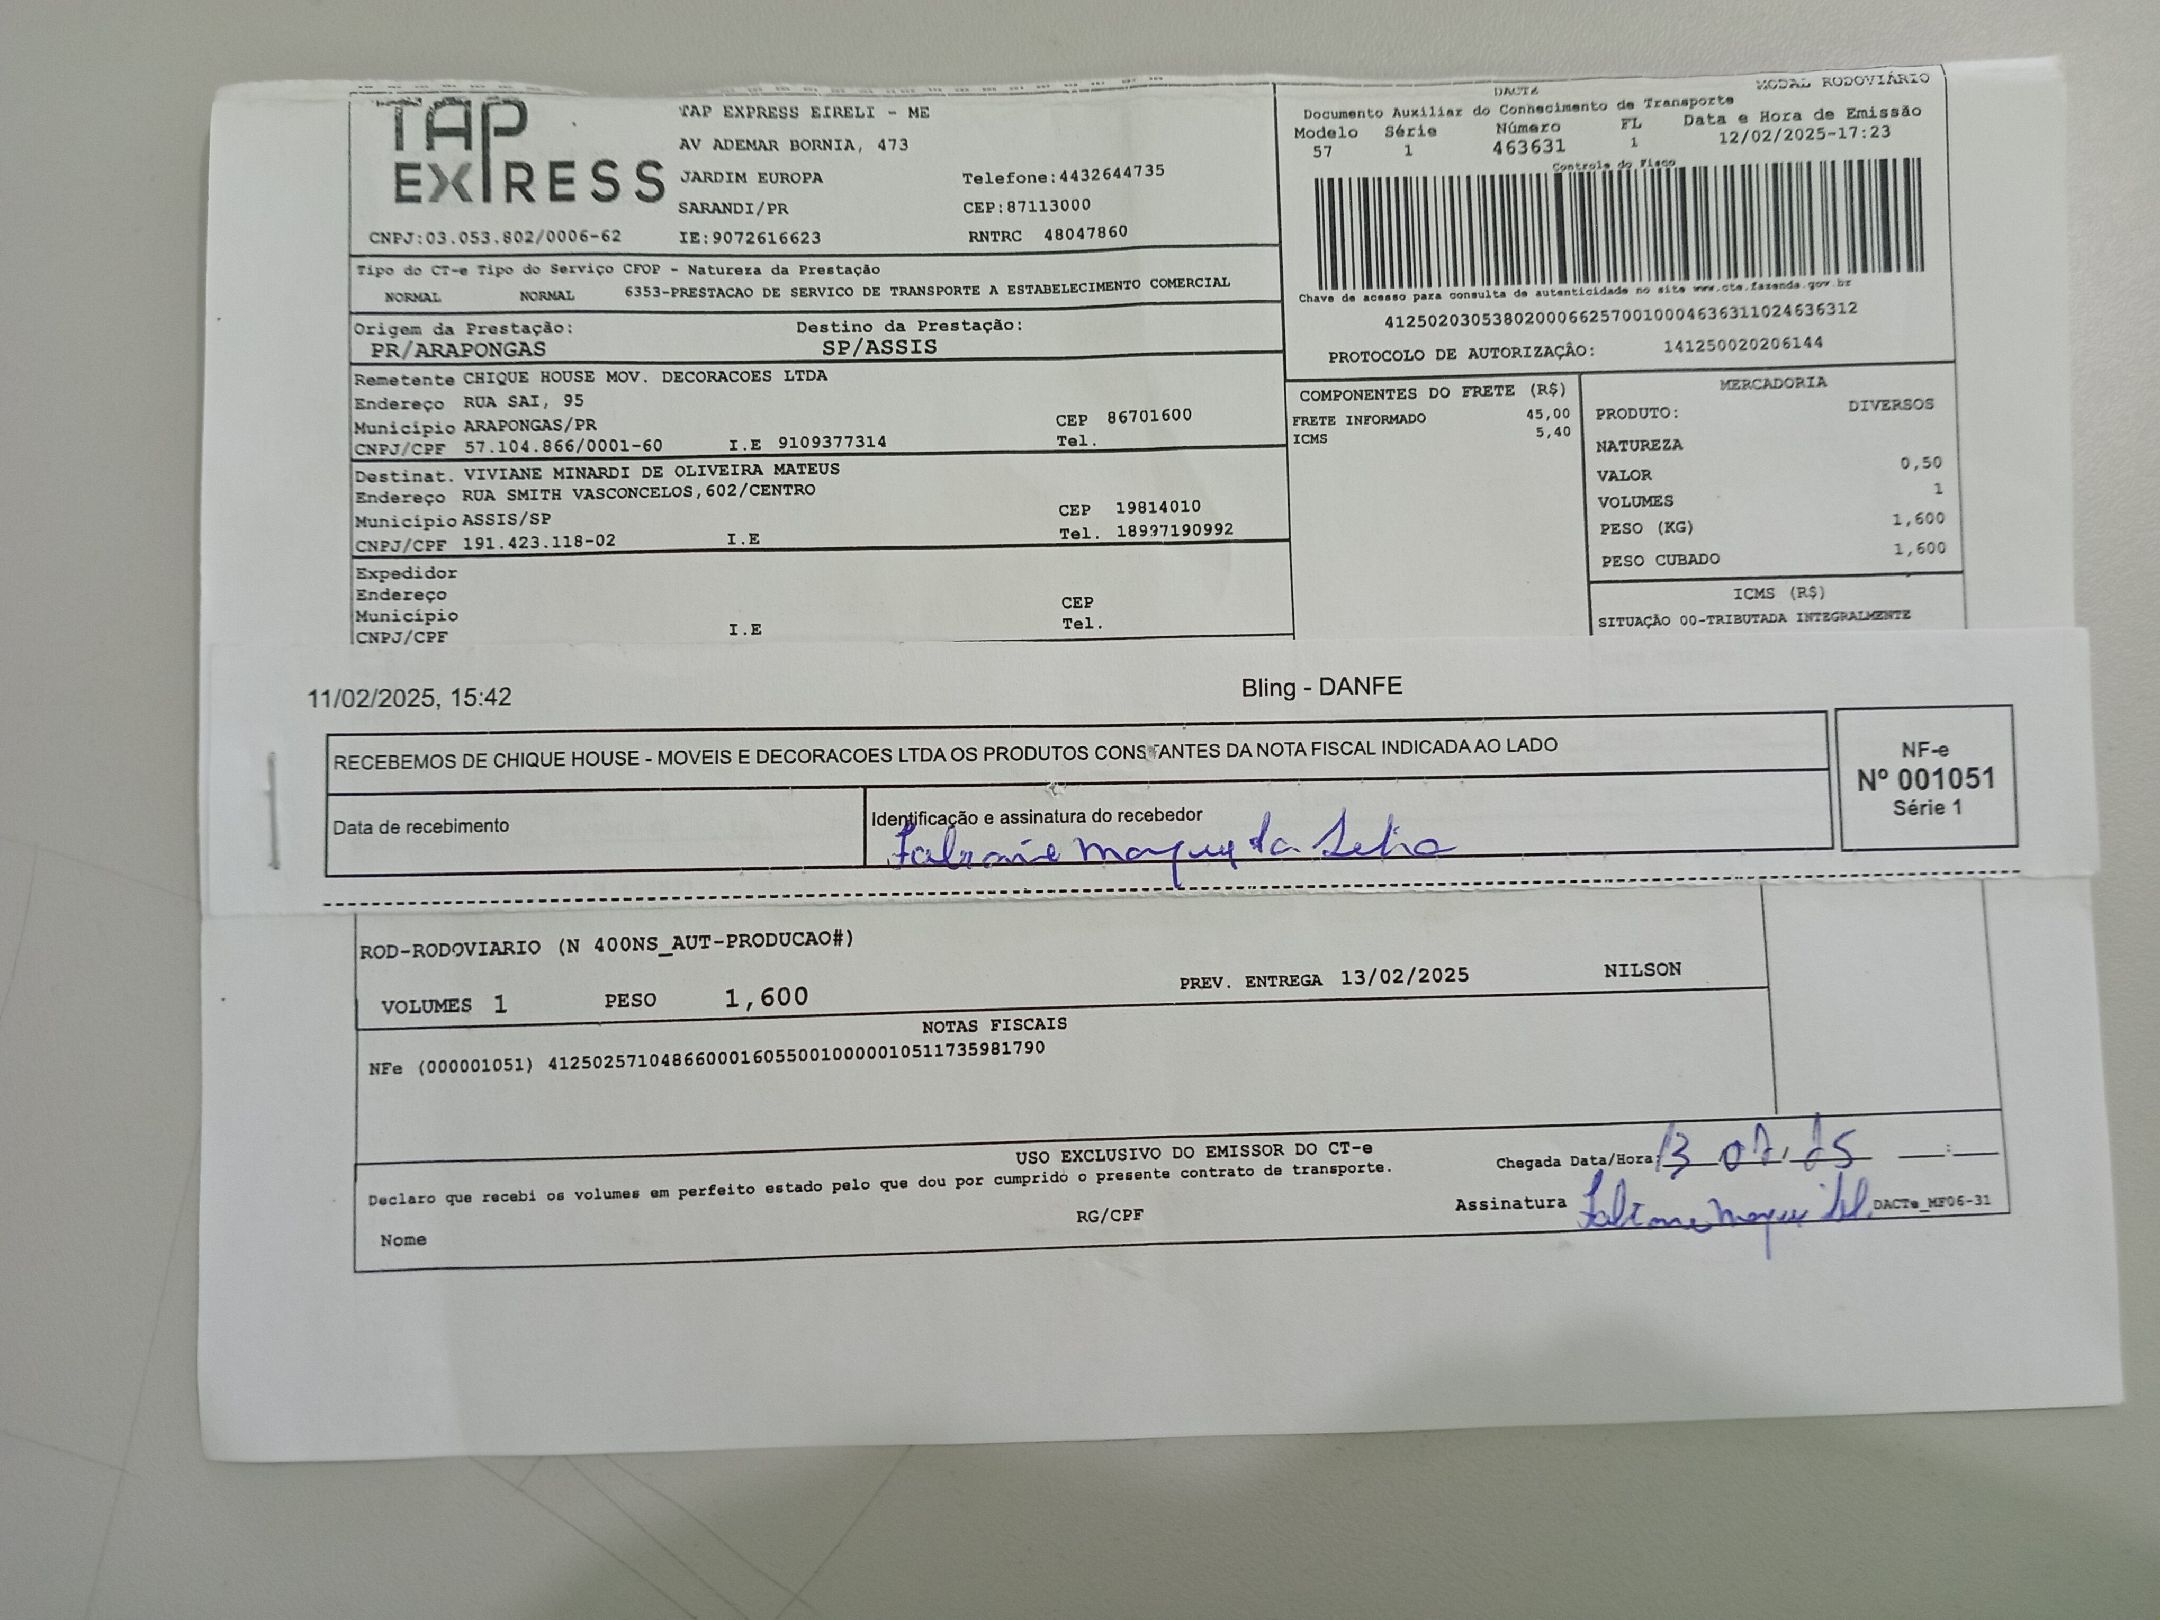 TAP EXPRESS
TAP EXPRESS EIRELI - ME
AV ADEMAR BORNIA, 473
JARDIM EUROPA Telefone:4432644735
SARANDI/PR CEP:87113000
CNPJ:03.053.802/0006-62 IE:9072616623 RNTRC 48047860
Tipo do CT-e Tipo do Serviço CFOP - Natureza da Prestação
NORMAL NORMAL 6353-PRESTACAO DE SERVICO DE TRANSPORTE A ESTABELECIMENTO COMERCIAL
Origem da Prestação: Destino da Prestação:
PR/ARAPONGAS SP/ASSIS
Remetente CHIQUE HOUSE MOV. DECORACOES LTDA
Endereço RUA SAI, 95
Município ARAPONGAS/PR CEP 86701600
CNPJ/CPF 57.104.866/0001-60 I.E 9109377314 Tel.
Destinat. VIVIANE MINARDI DE OLIVEIRA MATEUS
Endereço RUA SMITH VASCONCELOS,602/CENTRO
Município ASSIS/SP CEP 19814010
CNPJ/CPF 191.423.118-02 I.E Tel. 18997190992
Expedidor
Endereço
Município CEP
CNPJ/CPF I.E Tel.
DACTE MODAL RODOVIÁRIO
Documento Auxiliar do Conhecimento de Transporte
Modelo Série Número FL Data e Hora de Emissão
57 1 463631 1 12/02/2025-17:23
Controle do Fisco
Chave de acesso para consulta de autenticidade no site www.cte.fazenda.gov.br
41250203053802000662570010004636311024636312
PROTOCOLO DE AUTORIZAÇÃO: 141250020206144
COMPONENTES DO FRETE (R$)
FRETE INFORMADO 45,00
ICMS 5,40
MERCADORIA
PRODUTO: DIVERSOS
NATUREZA
VALOR 0,50
VOLUMES 1
PESO (KG) 1,600
PESO CUBADO 1,600
ICMS (R$)
SITUAÇÃO 00-TRIBUTADA INTEGRALMENTE
11/02/2025, 15:42 Bling - DANFE
RECEBEMOS DE CHIQUE HOUSE - MOVEIS E DECORACOES LTDA OS PRODUTOS CONSTANTES DA NOTA FISCAL INDICADA AO LADO
Data de recebimento
Identificação e assinatura do recebedor
NF-e
Nº 001051
Série 1
ROD-RODOVIARIO (N 400NS_AUT-PRODUCAO#)
VOLUMES 1 PESO 1,600 PREV. ENTREGA 13/02/2025 NILSON
NOTAS FISCAIS
NFe (000001051) 41250257104866000160550010000010511735981790
USO EXCLUSIVO DO EMISSOR DO CT-e
Declaro que recebi os volumes em perfeito estado pelo que dou por cumprido o presente contrato de transporte.
Nome RG/CPF
Chegada Data/Hora: 13 02 25
Assinatura
DACTe_MF06-31